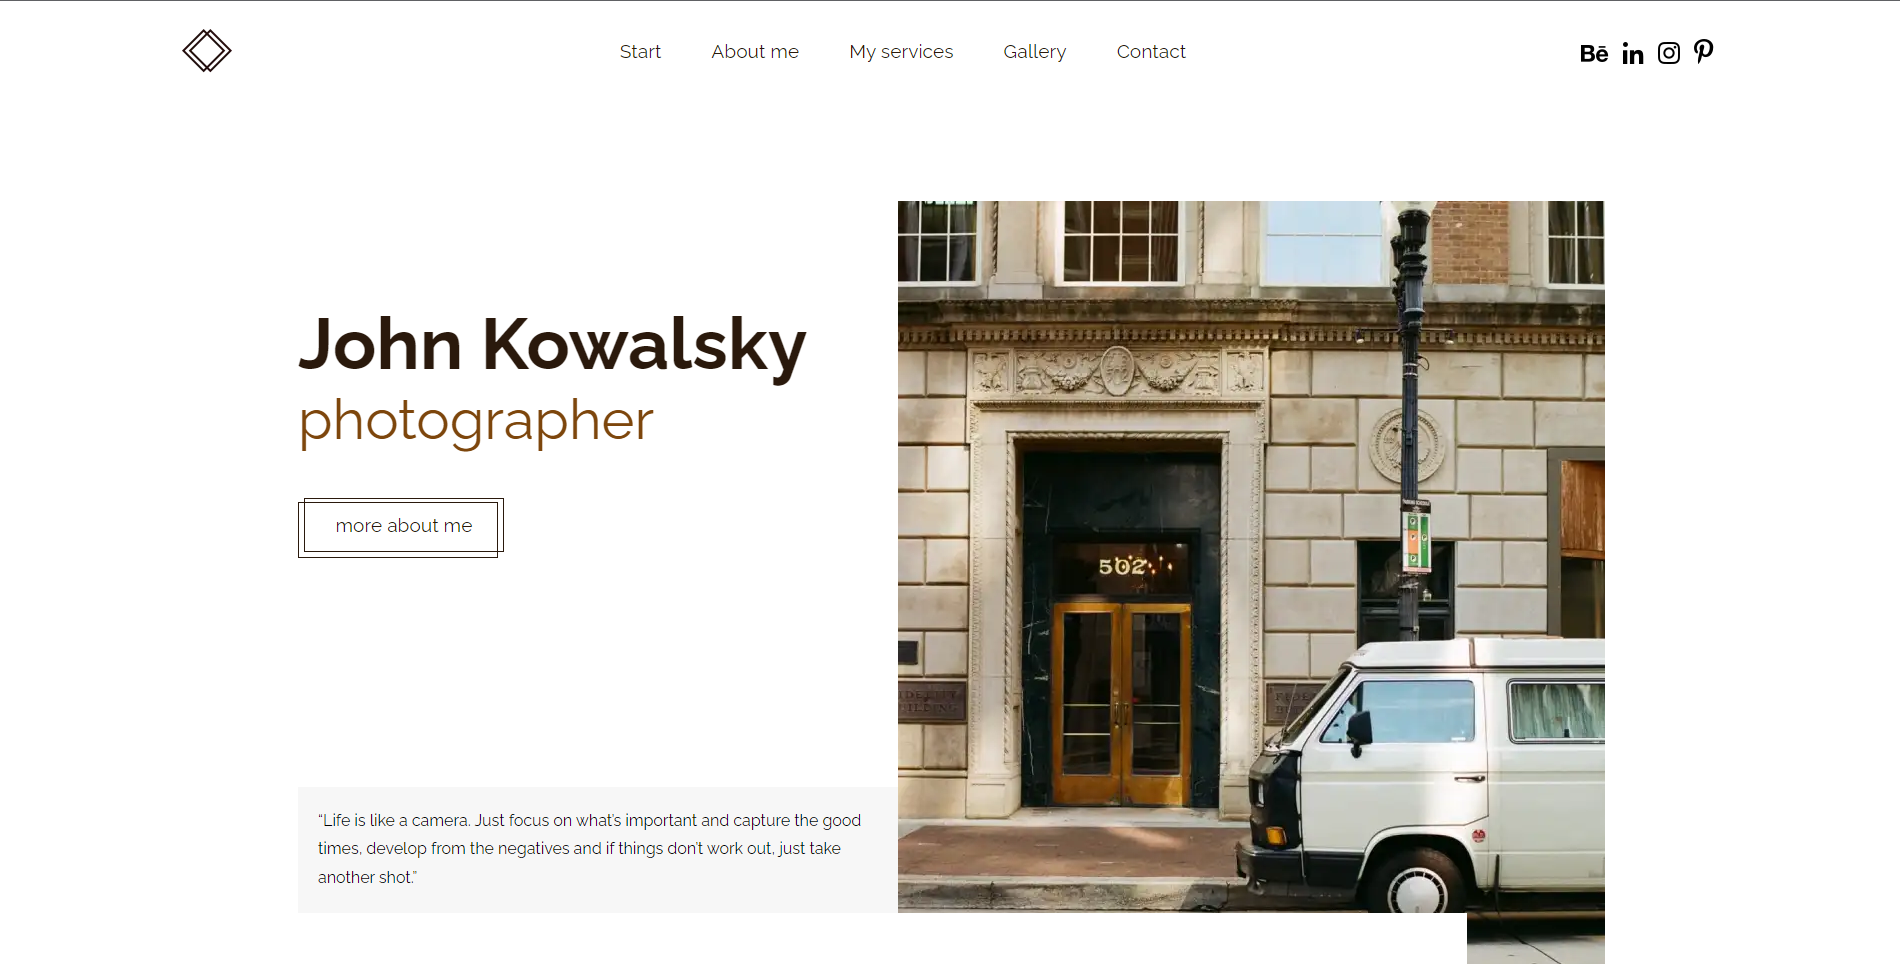 Start About me My services Gallery Contact
Bē in
John Kowalsky
photographer
more about me
502
“Life is like a camera. Just focus on what’s important and capture the good
times, develop from the negatives and if things don’t work out, just take
another shot.”